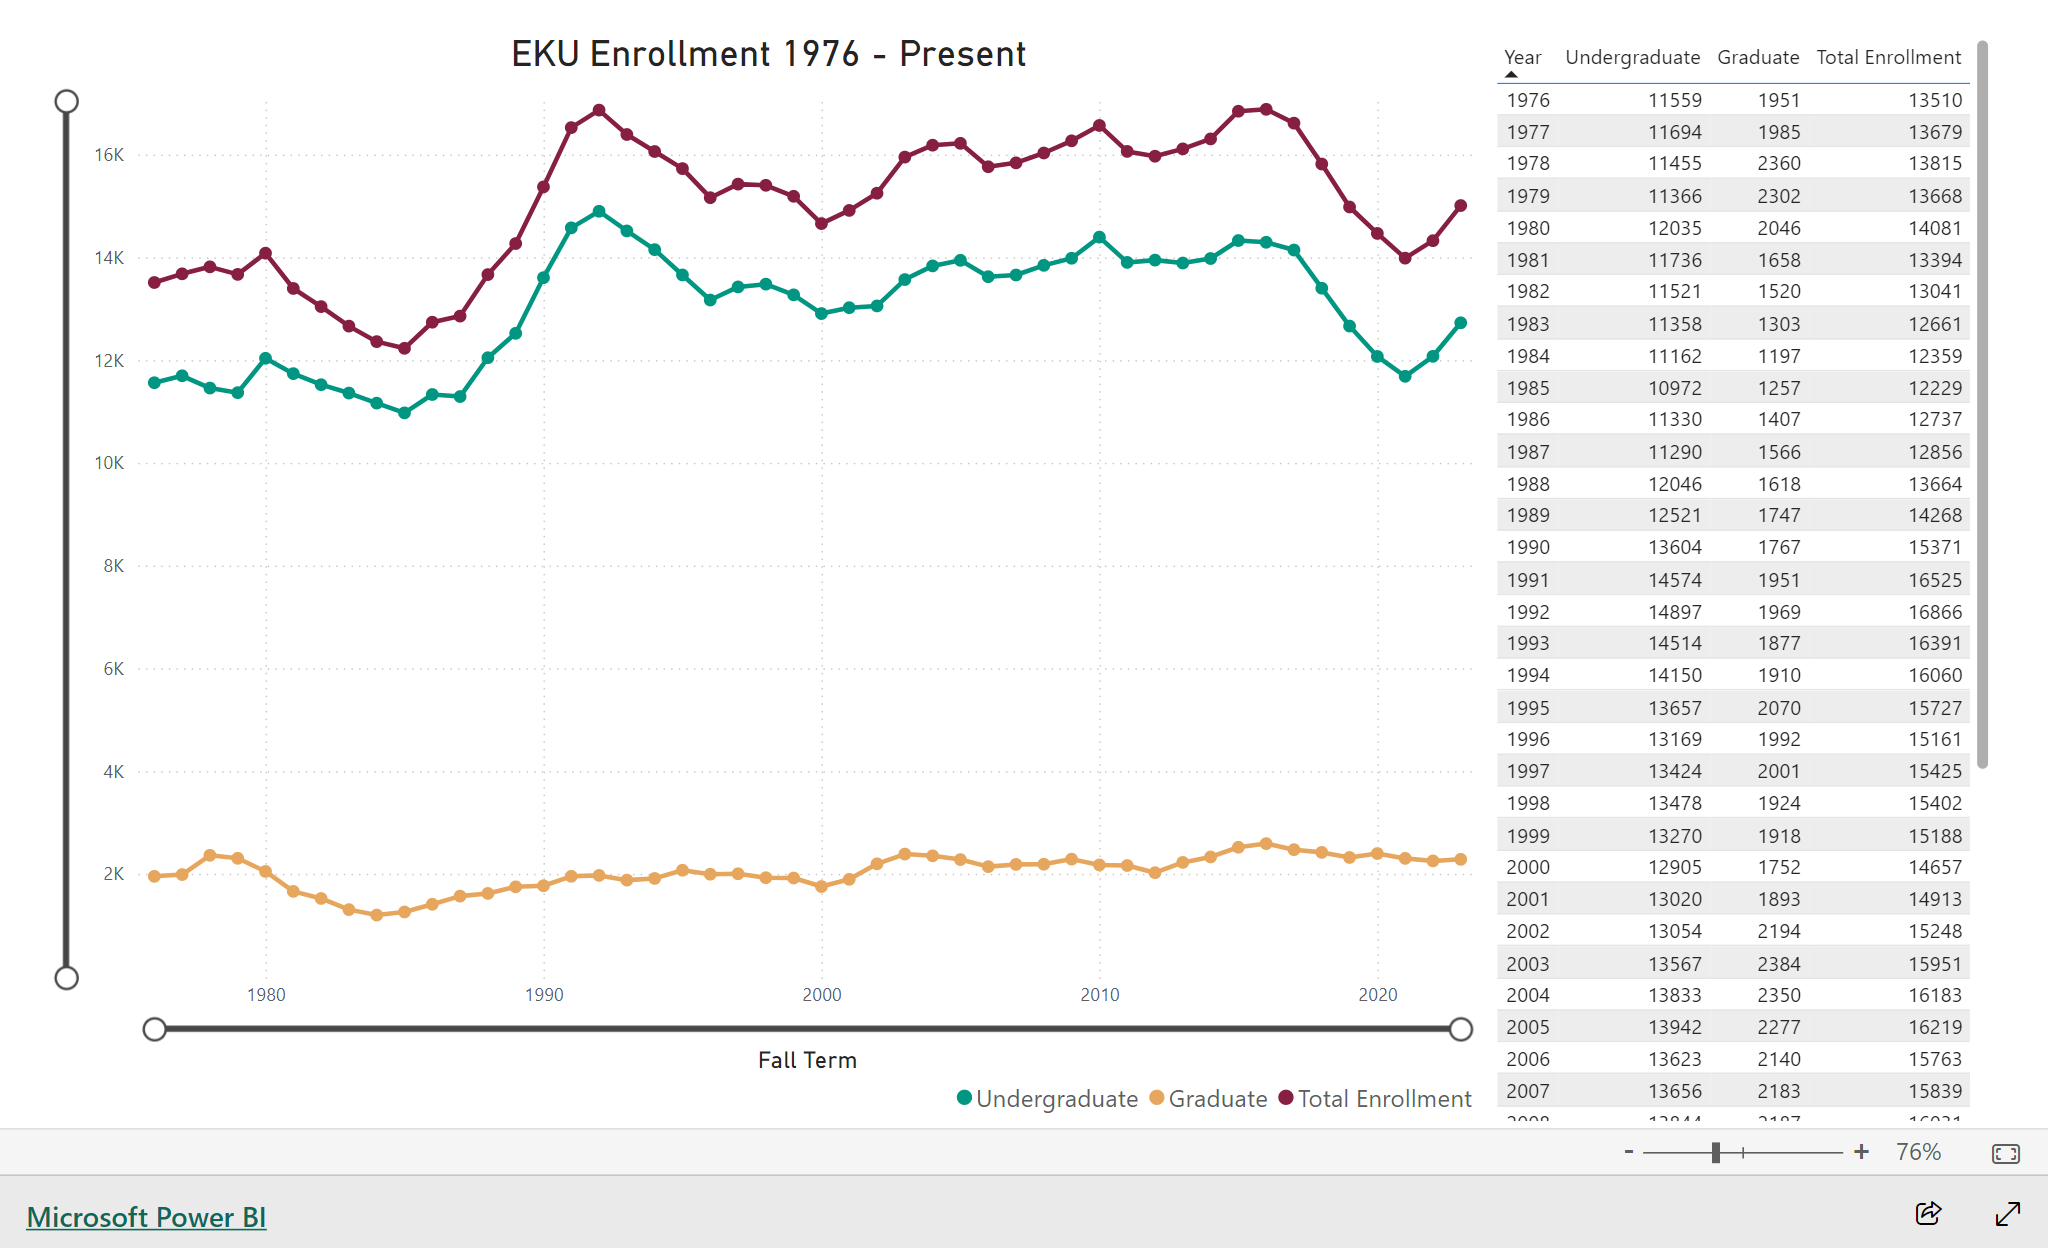 EKU Enrollment 1976 - Present
16K
14K
12K
10K
8K
6K
4K
2K
1980 1990 2000 2010 2020
Fall Term
Undergraduate Graduate Total Enrollment
Year Undergraduate Graduate Total Enrollment
1976 11559 1951 13510
1977 11694 1985 13679
1978 11455 2360 13815
1979 11366 2302 13668
1980 12035 2046 14081
1981 11736 1658 13394
1982 11521 1520 13041
1983 11358 1303 12661
1984 11162 1197 12359
1985 10972 1257 12229
1986 11330 1407 12737
1987 11290 1566 12856
1988 12046 1618 13664
1989 12521 1747 14268
1990 13604 1767 15371
1991 14574 1951 16525
1992 14897 1969 16866
1993 14514 1877 16391
1994 14150 1910 16060
1995 13657 2070 15727
1996 13169 1992 15161
1997 13424 2001 15425
1998 13478 1924 15402
1999 13270 1918 15188
2000 12905 1752 14657
2001 13020 1893 14913
2002 13054 2194 15248
2003 13567 2384 15951
2004 13833 2350 16183
2005 13942 2277 16219
2006 13623 2140 15763
2007 13656 2183 15839
- + 76%
Microsoft Power BI